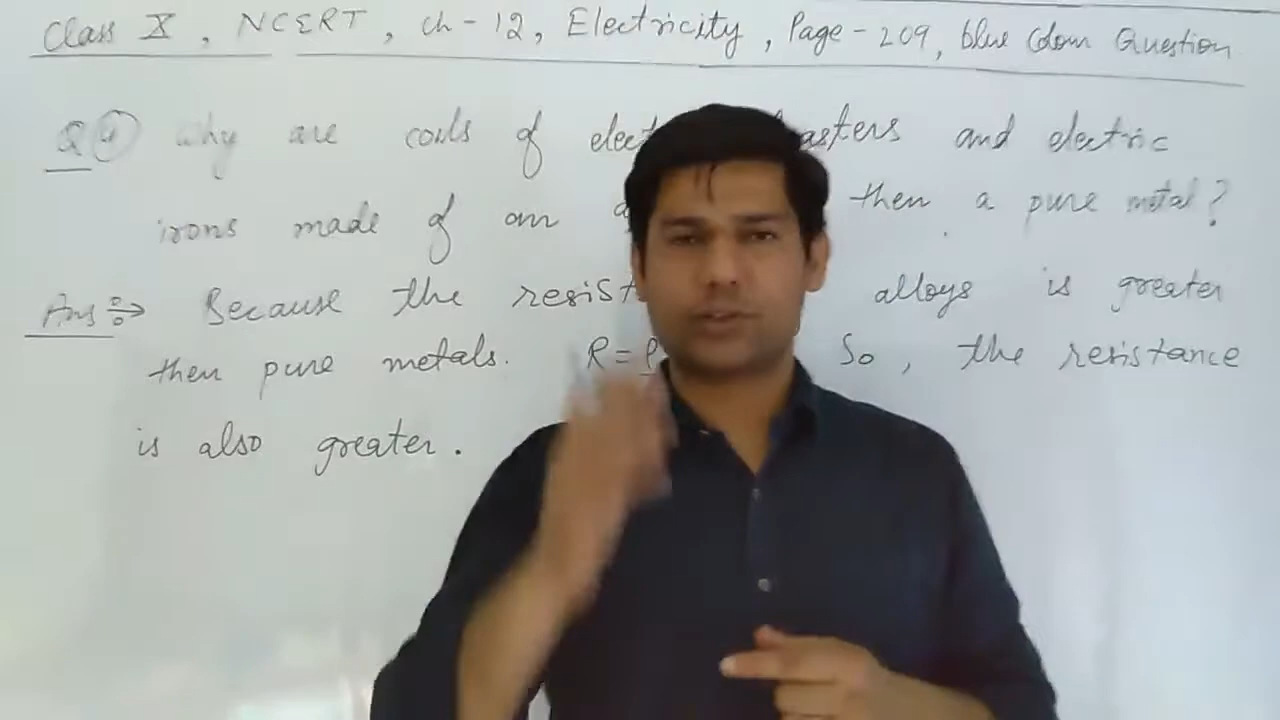 Class X, NCERT, ch-12, Electricity, Page-209, blue Colour Question
Q4 Why are coils of elect asters and electric
irons made of an then a pure metal?
Ans Because the resist alloys is greater
then pure metals. R=ρ So, the resistance
is also greater.